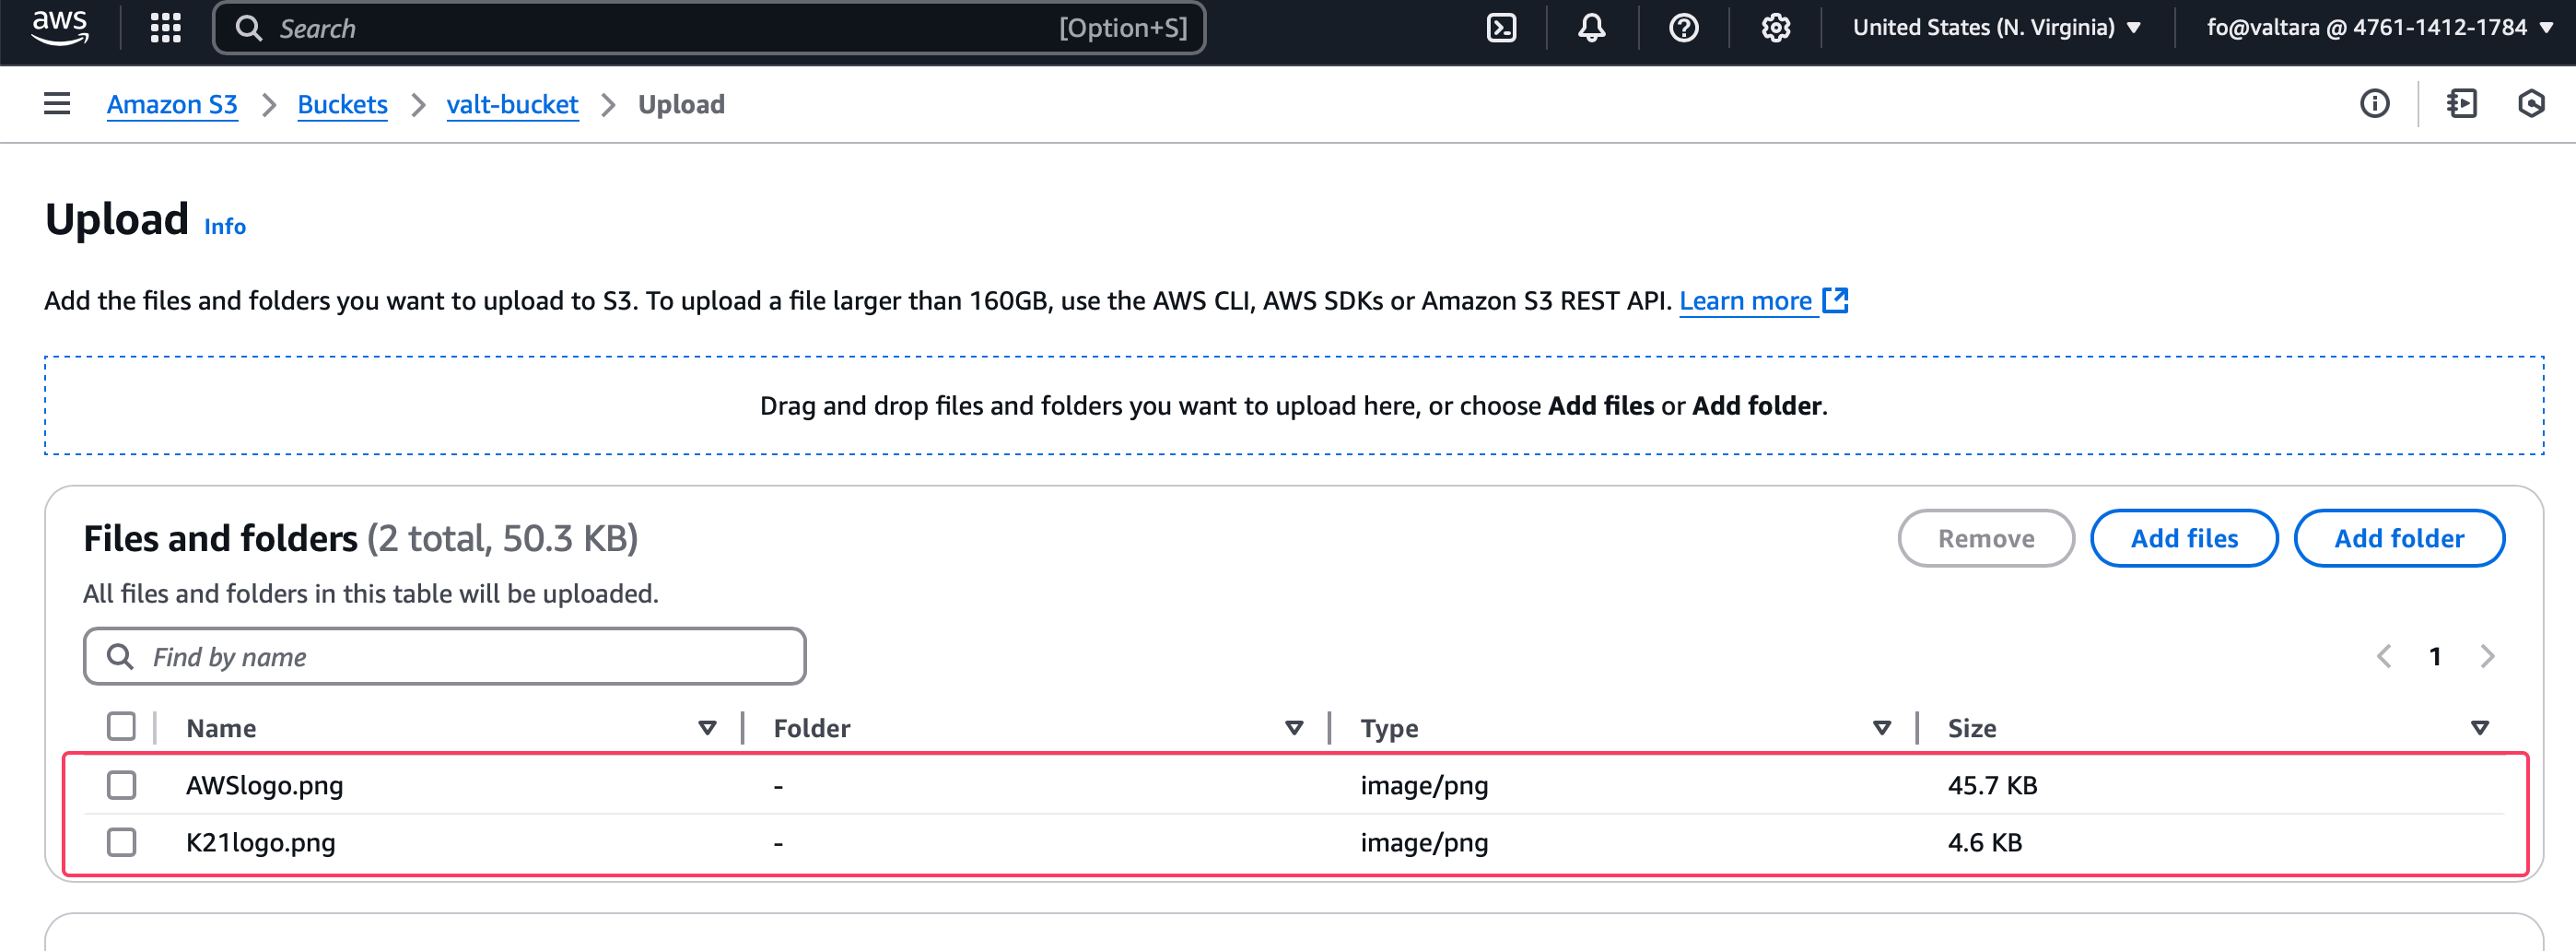 aws Search [Option+S] United States (N. Virginia) fo@valtara @ 4761-1412-1784
Amazon S3 Buckets valt-bucket Upload
Upload Info
Add the files and folders you want to upload to S3. To upload a file larger than 160GB, use the AWS CLI, AWS SDKs or Amazon S3 REST API. Learn more
Drag and drop files and folders you want to upload here, or choose Add files or Add folder.
Files and folders (2 total, 50.3 KB) Remove Add files Add folder
All files and folders in this table will be uploaded.
Find by name 1
Name Folder Type Size
AWSlogo.png - image/png 45.7 KB
K21logo.png - image/png 4.6 KB